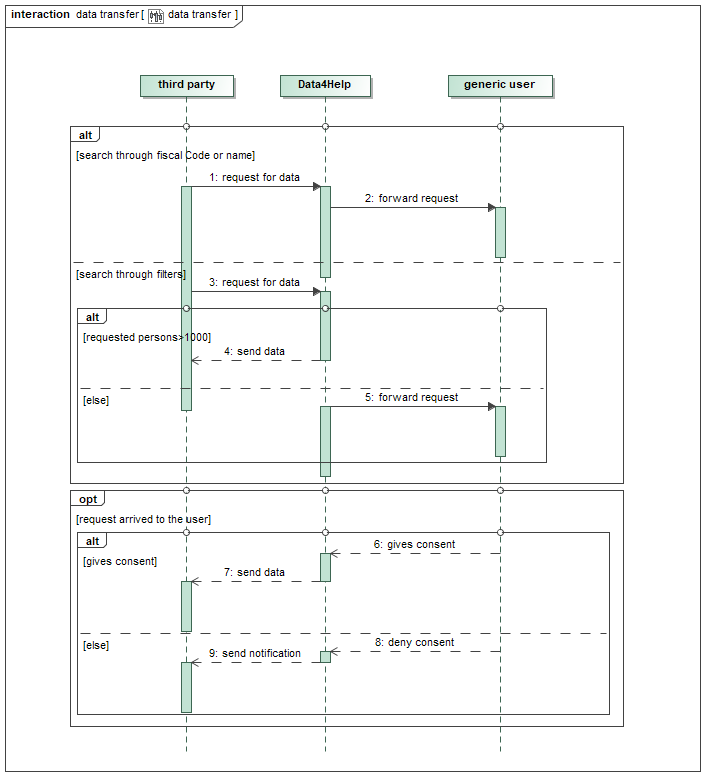 interaction data transfer [ data transfer ]
third party
Data4Help
generic user
alt
[search through fiscal Code or name]
1: request for data
2: forward request
[search through filters]
3: request for data
alt
[requested persons>1000]
4: send data
[else]
5: forward request
opt
[request arrived to the user]
alt
6: gives consent
[gives consent]
7: send data
[else]
8: deny consent
9: send notification